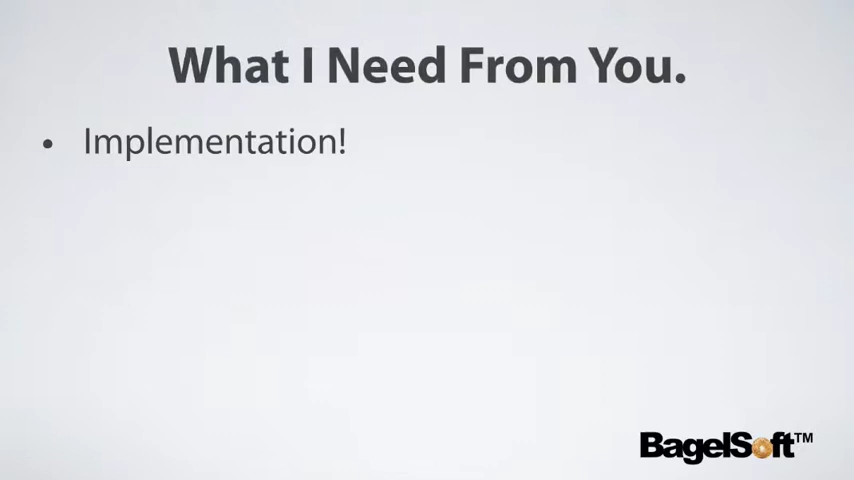 What I Need From You.
• Implementation!
BagelSoft™